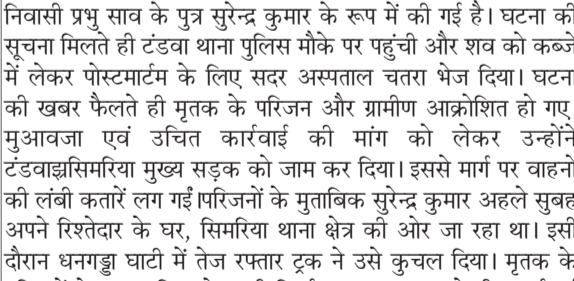 निवासी प्रभु साव के पुत्र सुरेन्द्र कुमार के रूप में की गई है। घटना की
सूचना मिलते ही टंडवा थाना पुलिस मौके पर पहुंची और शव को कब्जे
में लेकर पोस्टमार्टम के लिए सदर अस्पताल चतरा भेज दिया। घटना
की खबर फैलते ही मृतक के परिजन और ग्रामीण आक्रोशित हो गए
मुआवजा एवं उचित कार्रवाई की मांग को लेकर उन्होंने
टंडवाझसिमरिया मुख्य सड़क को जाम कर दिया। इससे मार्ग पर वाहनों
की लंबी कतारें लग गईं।परिजनों के मुताबिक सुरेन्द्र कुमार अहले सुबह
अपने रिश्तेदार के घर, सिमरिया थाना क्षेत्र की ओर जा रहा था। इसी
दौरान धनगड्डा घाटी में तेज रफ्तार ट्रक ने उसे कुचल दिया। मृतक के